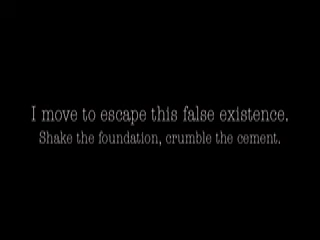 I move to escape this false existence.
Shake the foundation, crumble the cement.